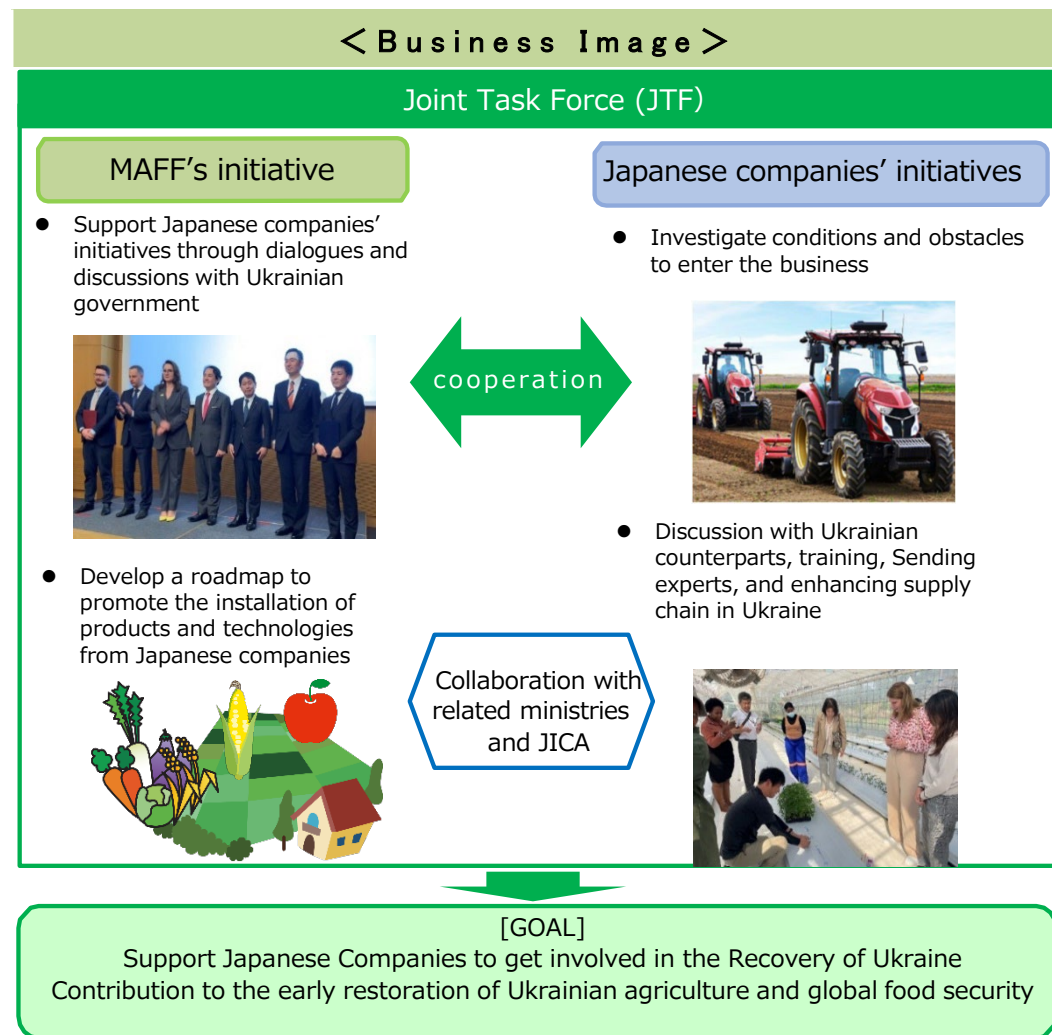 ＜Business Image＞
Joint Task Force (JTF)
MAFF’s initiative
● Support Japanese companies’
initiatives through dialogues and
discussions with Ukrainian
government
● Develop a roadmap to
promote the installation of
products and technologies
from Japanese companies
cooperation
Collaboration with
related ministries
and JICA
Japanese companies’ initiatives
● Investigate conditions and obstacles
to enter the business
● Discussion with Ukrainian
counterparts, training, Sending
experts, and enhancing supply
chain in Ukraine
[GOAL]
Support Japanese Companies to get involved in the Recovery of Ukraine
Contribution to the early restoration of Ukrainian agriculture and global food security